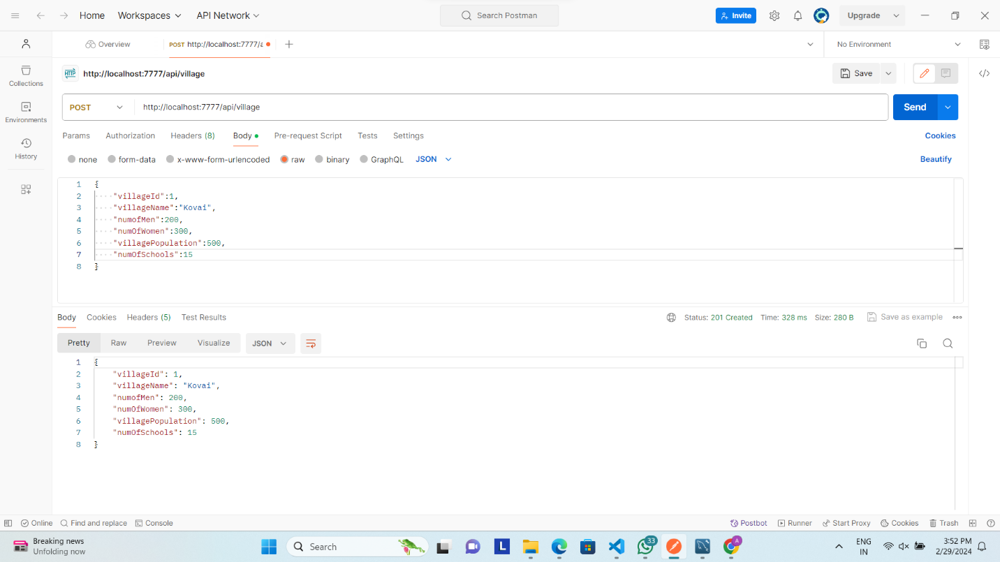 Home Workspaces API Network Search Postman Invite Upgrade
Overview POST http://localhost:7777/a No Environment
HTTP http://localhost:7777/api/village Save
Collections
Environments
History
POST http://localhost:7777/api/village Send
Params Authorization Headers (8) Body Pre-request Script Tests Settings Cookies
none form-data x-www-form-urlencoded raw binary GraphQL JSON Beautify
1 {
2 "villageId":1,
3 "villageName":"Kovai",
4 "numofMen":200,
5 "numOfWomen":300,
6 "villagePopulation":500,
7 "numOfSchools":15
8 }
Body Cookies Headers (5) Test Results Status: 201 Created Time: 328 ms Size: 280 B Save as example
Pretty Raw Preview Visualize JSON
1 {
2 "villageId": 1,
3 "villageName": "Kovai",
4 "numofMen": 200,
5 "numOfWomen": 300,
6 "villagePopulation": 500,
7 "numOfSchools": 15
8 }
Online Find and replace Console Postbot Runner Start Proxy Cookies Trash
Breaking news
Unfolding now
Search
L
33
A
ENG
IN
3:52 PM
2/29/2024